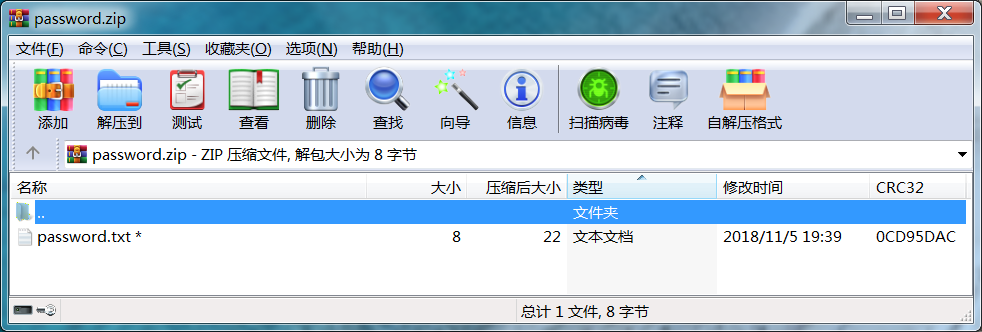 password.zip
文件(F) 命令(C) 工具(S) 收藏夹(O) 选项(N) 帮助(H)
添加 解压到 测试 查看 删除 查找 向导 信息 扫描病毒 注释 自解压格式
password.zip - ZIP 压缩文件, 解包大小为 8 字节
名称 大小 压缩后大小 类型 修改时间 CRC32
.. 文件夹
password.txt * 8 22 文本文档 2018/11/5 19:39 0CD95DAC
总计 1 文件, 8 字节